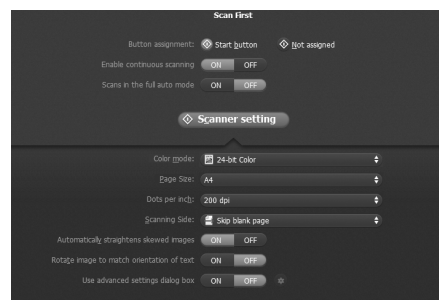 Scan First
Button assignment: Start button Not assigned
Enable continuous scanning ON OFF
Scans in the full auto mode ON OFF
Scanner setting
Color mode: 24-bit Color
Page Size: A4
Dots per inch: 200 dpi
Scanning Side: Skip blank page
Automatically straightens skewed images ON OFF
Rotate image to match orientation of text ON OFF
Use advanced settings dialog box ON OFF